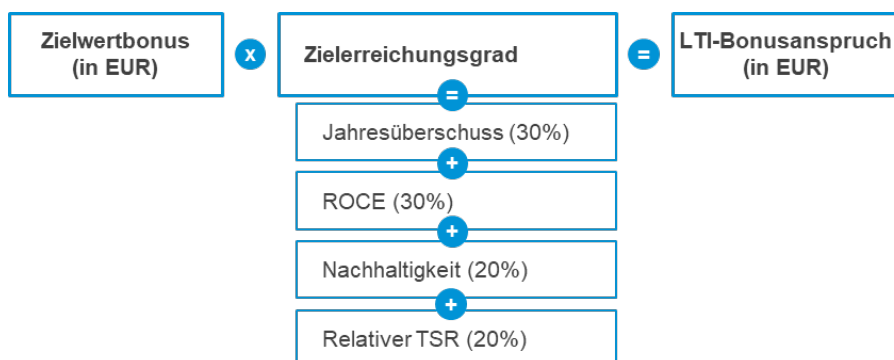 Zielwertbonus
(in EUR)
x
Zielerreichungsgrad
=
LTI-Bonusanspruch
(in EUR)
=
Jahresüberschuss (30%)
+
ROCE (30%)
+
Nachhaltigkeit (20%)
+
Relativer TSR (20%)